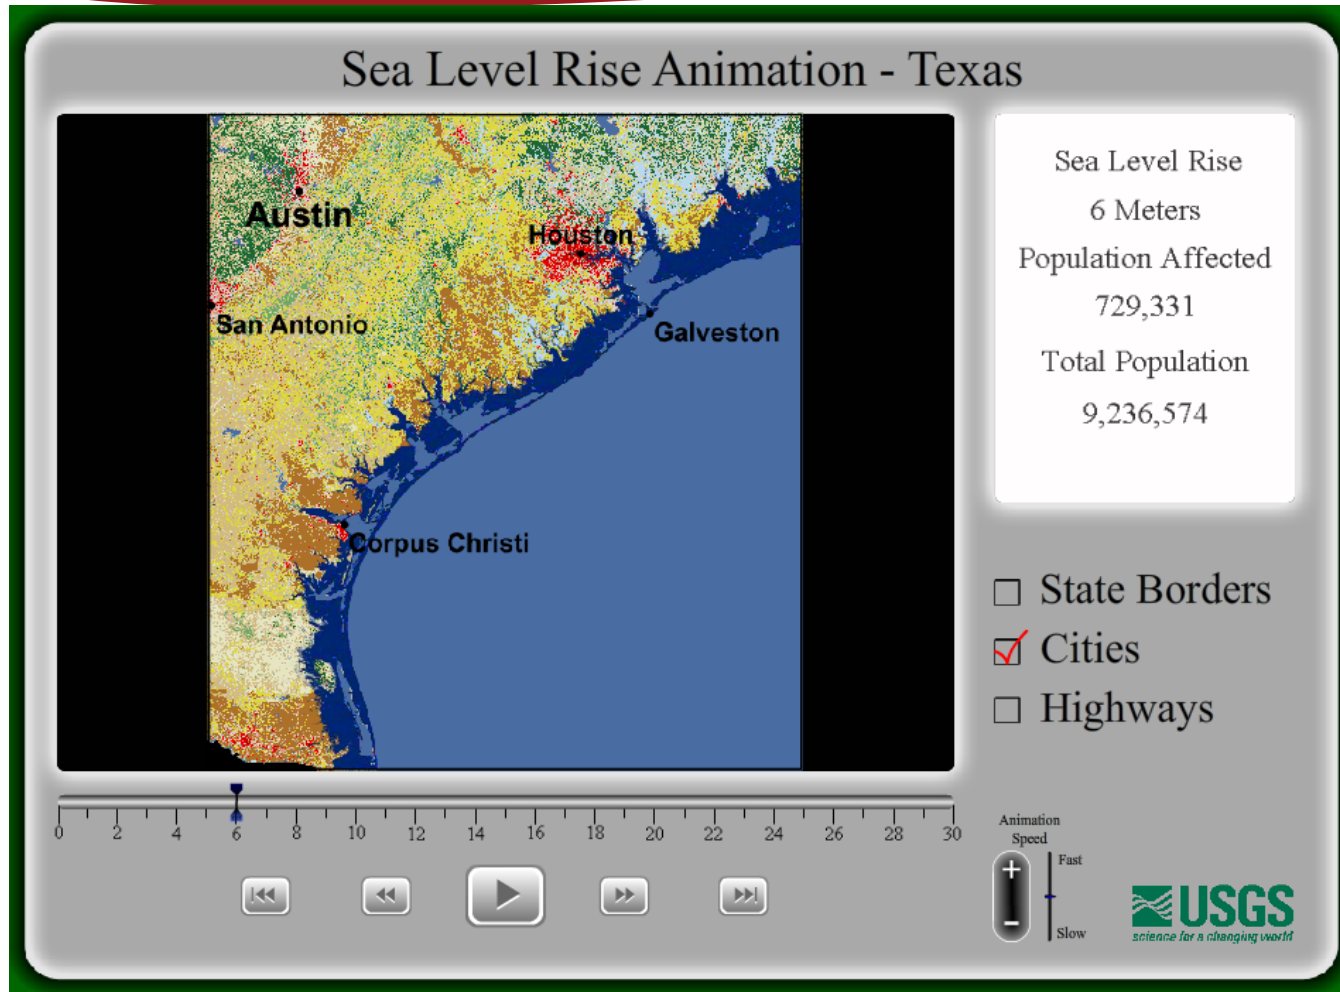 Sea Level Rise Animation - Texas
Austin
Houston
San Antonio
Galveston
Corpus Christi
Sea Level Rise
6 Meters
Population Affected
729,331
Total Population
9,236,574
State Borders
Cities
Highways
0 2 4 6 8 10 12 14 16 18 20 22 24 26 28 30
Animation
Speed
Fast
Slow
USGS
science for a changing world